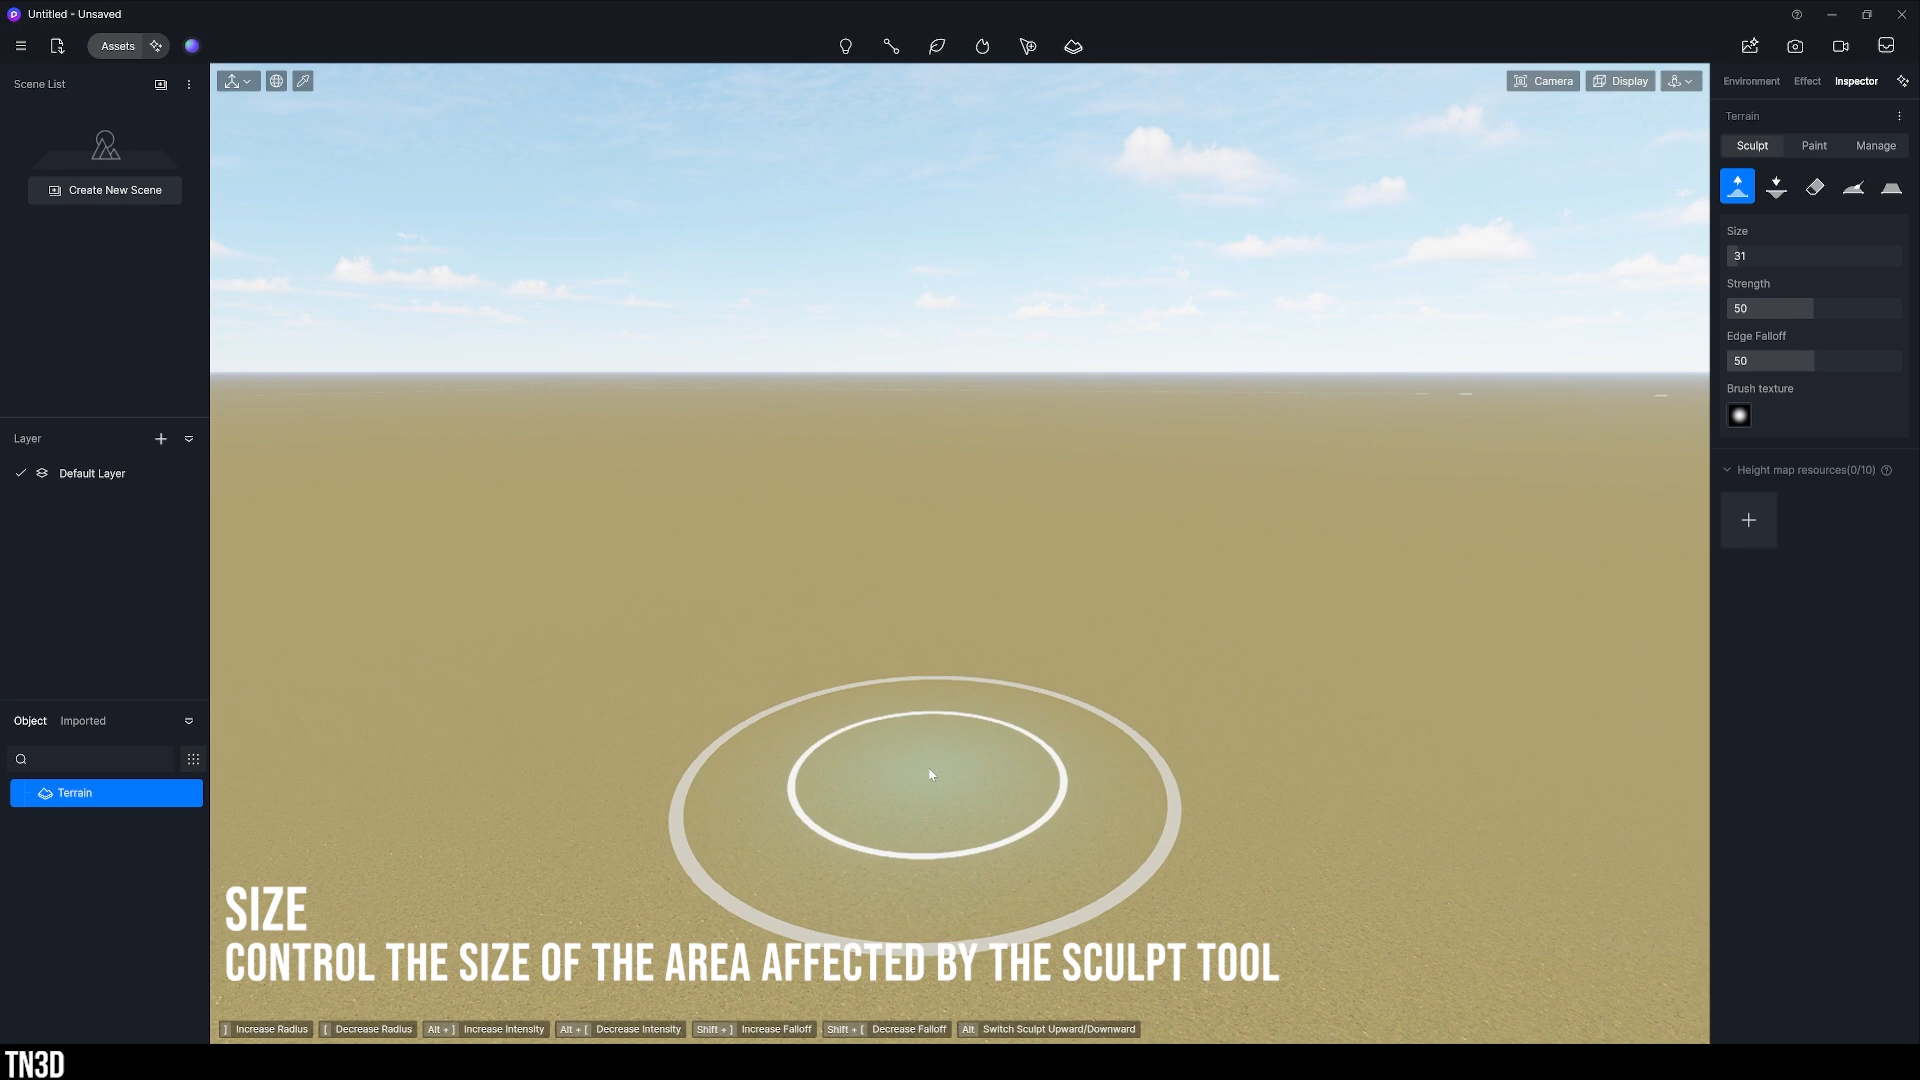 Untitled - Unsaved
Assets
Scene List
Create New Scene
Layer
Default Layer
Object Imported
Terrain
Camera Display
Environment Effect Inspector
Terrain
Sculpt Paint Manage
Size
31
Strength
50
Edge Falloff
50
Brush texture
Height map resources(0/10)
SIZE
CONTROL THE SIZE OF THE AREA AFFECTED BY THE SCULPT TOOL
] Increase Radius [ Decrease Radius Alt + ] Increase Intensity Alt + [ Decrease Intensity Shift + ] Increase Falloff Shift + [ Decrease Falloff Alt Switch Sculpt Upward/Downward
TN3D